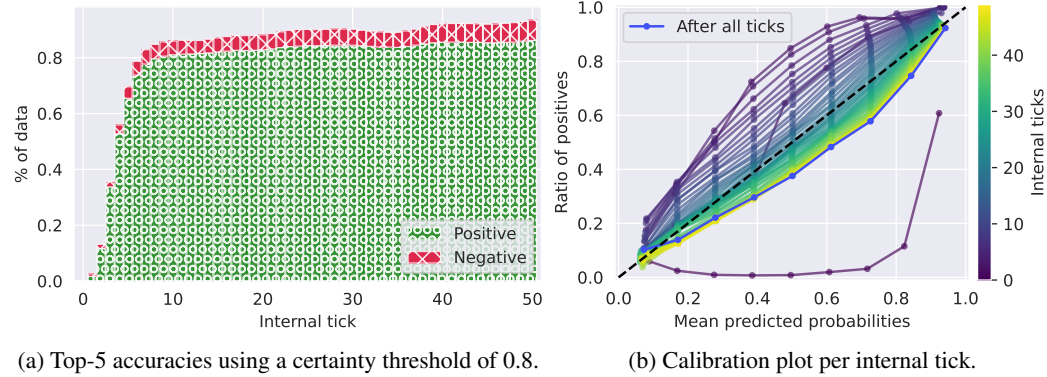 % of data
0.8
0.6
0.4
0.2
0.0
0
10
20
30
40
50
Internal tick
Positive
Negative
(a) Top-5 accuracies using a certainty threshold of 0.8.
After all ticks
Ratio of positives
1.0
0.8
0.6
0.4
0.2
0.0
0.0
0.2
0.4
0.6
0.8
1.0
Mean predicted probabilities
40
30
20
10
0
Internal ticks
(b) Calibration plot per internal tick.